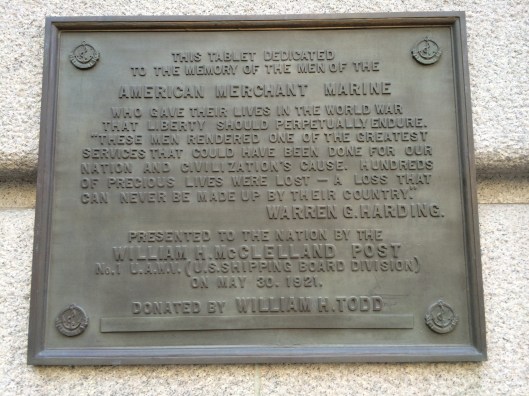 THIS TABLET DEDICATED
TO THE MEMORY OF THE MEN OF THE
AMERICAN MERCHANT MARINE
WHO GAVE THEIR LIVES IN THE WORLD WAR
THAT LIBERTY SHOULD PERPETUALLY ENDURE.
"THESE MEN RENDERED ONE OF THE GREATEST
SERVICES THAT COULD HAVE BEEN DONE FOR OUR
NATION AND CIVILIZATION'S CAUSE. HUNDREDS
OF PRECIOUS LIVES WERE LOST — A LOSS THAT
CAN NEVER BE MADE UP BY THEIR COUNTRY."
WARREN G. HARDING.
PRESENTED TO THE NATION BY THE
WILLIAM H. McCLELLAND POST
No. 1 U.A.M.V. (U.S. SHIPPING BOARD DIVISION)
ON MAY 30, 1921.
DONATED BY WILLIAM H. TODD